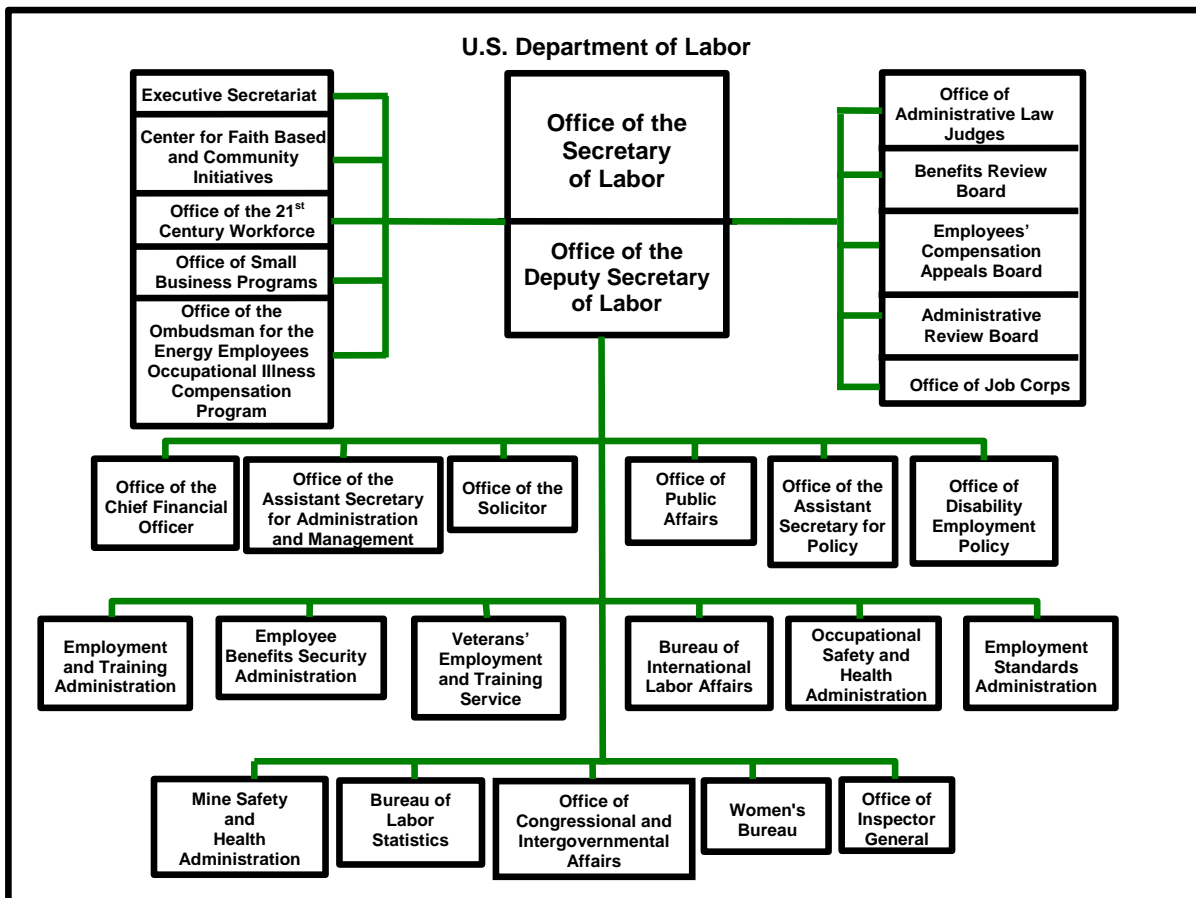 U.S. Department of Labor
Executive Secretariat
Center for Faith Based
and Community
Initiatives
Office of the 21st
Century Workforce
Office of Small
Business Programs
Office of the
Ombudsman for the
Energy Employees
Occupational Illness
Compensation
Program
Office of the
Secretary
of Labor
Office of the
Deputy Secretary
of Labor
Office of
Administrative Law
Judges
Benefits Review
Board
Employees’
Compensation
Appeals Board
Administrative
Review Board
Office of Job Corps
Office of the
Chief Financial
Officer
Office of the
Assistant Secretary
for Administration
and Management
Office of the
Solicitor
Office of
Public
Affairs
Office of the
Assistant
Secretary for
Policy
Office of
Disability
Employment
Policy
Employment
and Training
Administration
Employee
Benefits Security
Administration
Veterans’
Employment
and Training
Service
Bureau of
International
Labor Affairs
Occupational
Safety and
Health
Administration
Employment
Standards
Administration
Mine Safety
and
Health
Administration
Bureau of
Labor
Statistics
Office of
Congressional and
Intergovernmental
Affairs
Women's
Bureau
Office of
Inspector
General